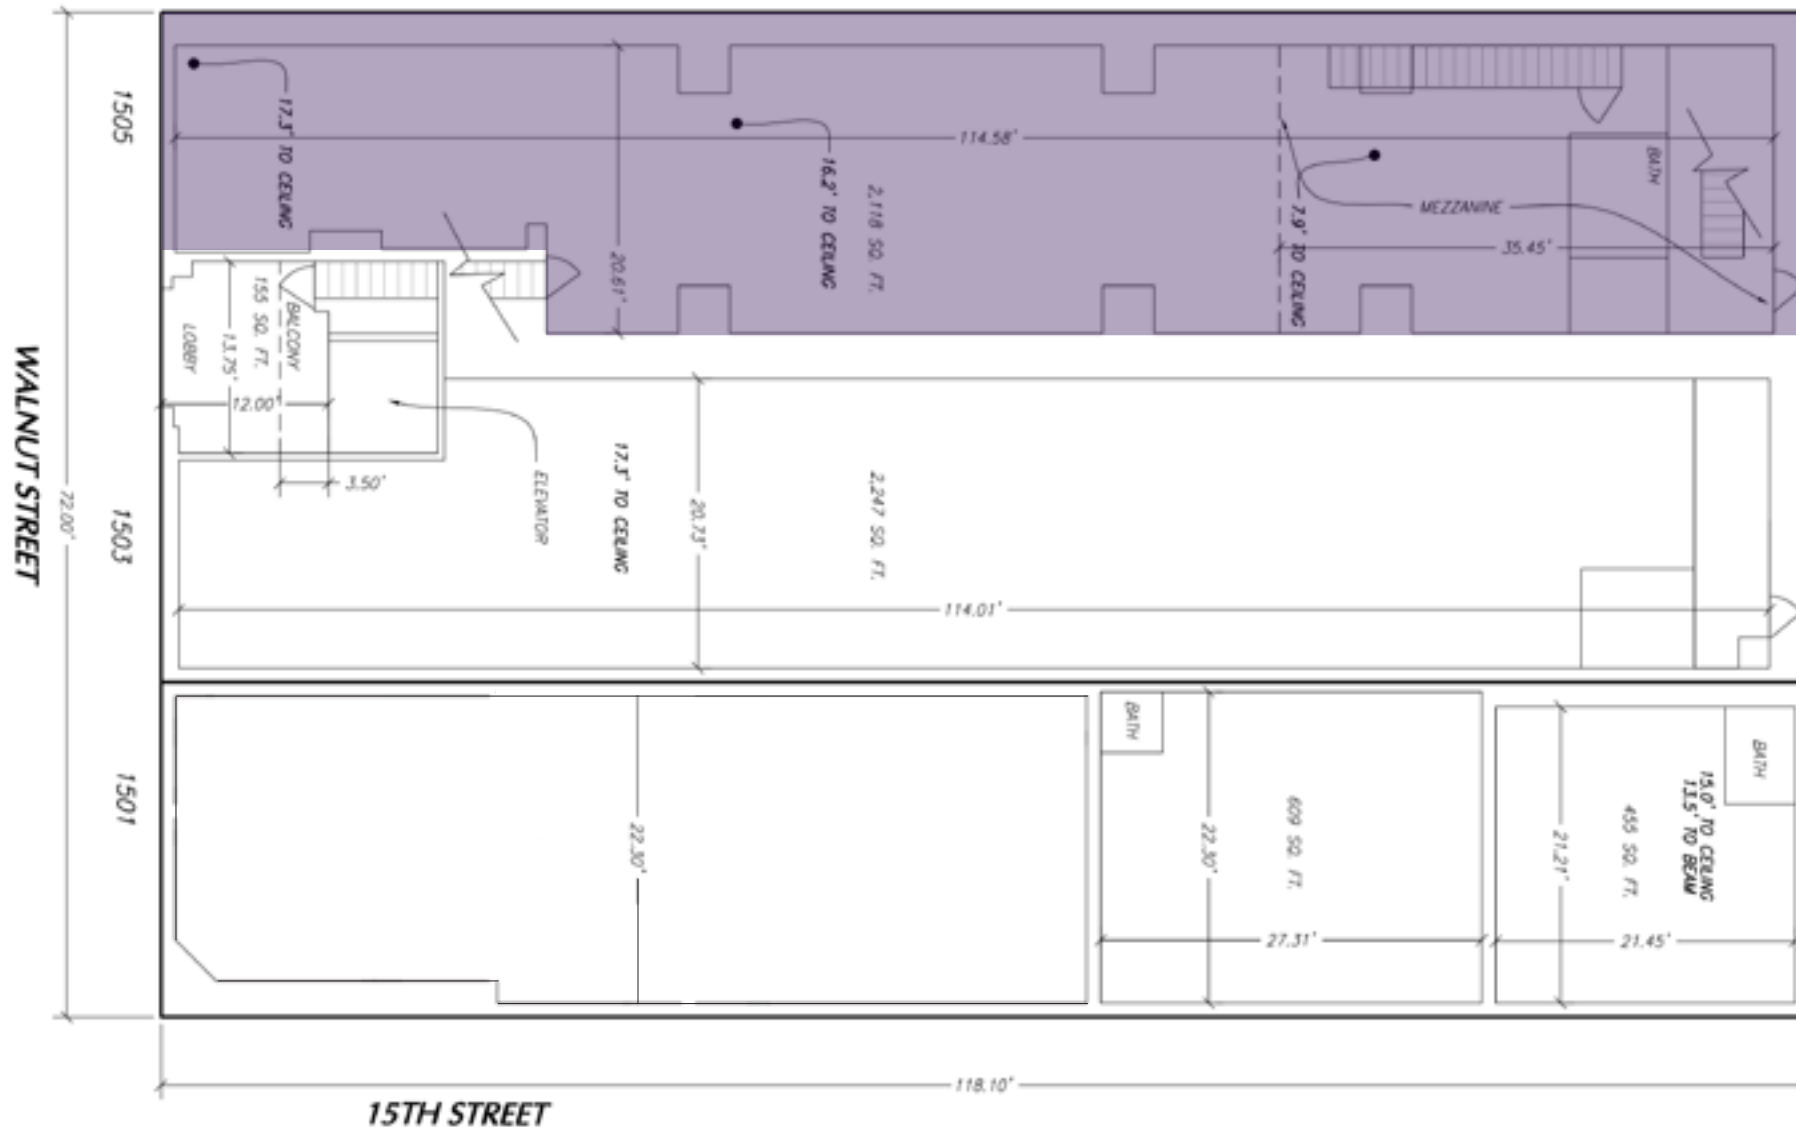 1505
17.3' TO CEILING
114.58'
16.2' TO CEILING
2,118 SQ. FT.
20.61'
7.9' TO CEILING
MEZZANINE
35.45'
BATH
WALNUT STREET
72.00'
LOBBY
155 SQ. FT.
BALCONY
13.75'
12.00'
3.50'
ELEVATOR
1503
17.3' TO CEILING
20.73'
2,247 SQ. FT.
114.01'
1501
22.30'
BATH
22.30'
609 SQ. FT.
27.31'
BATH
15.0' TO CEILING
13.5' TO BEAM
455 SQ. FT.
21.21'
21.45'
118.10'
15TH STREET